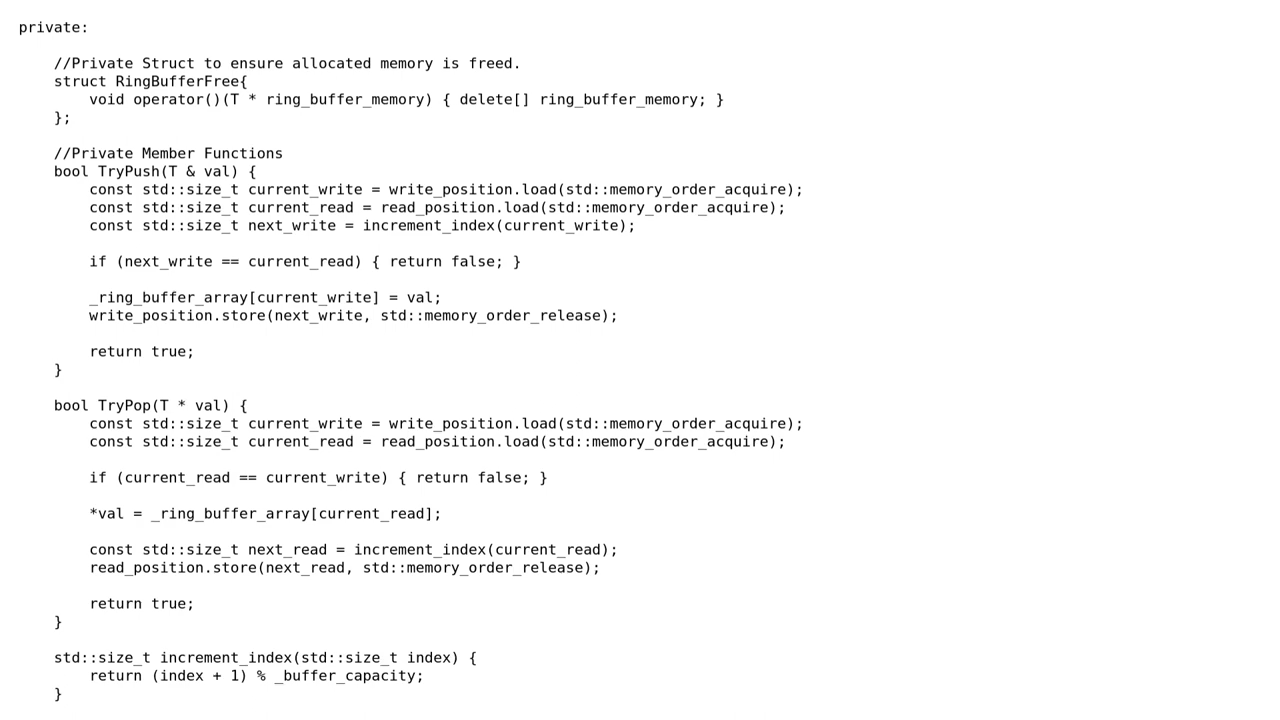 private:
//Private Struct to ensure allocated memory is freed.
struct RingBufferFree{
void operator()(T * ring_buffer_memory) { delete[] ring_buffer_memory; }
};
//Private Member Functions
bool TryPush(T & val) {
const std::size_t current_write = write_position.load(std::memory_order_acquire);
const std::size_t current_read = read_position.load(std::memory_order_acquire);
const std::size_t next_write = increment_index(current_write);
if (next_write == current_read) { return false; }
_ring_buffer_array[current_write] = val;
write_position.store(next_write, std::memory_order_release);
return true;
}
bool TryPop(T * val) {
const std::size_t current_write = write_position.load(std::memory_order_acquire);
const std::size_t current_read = read_position.load(std::memory_order_acquire);
if (current_read == current_write) { return false; }
*val = _ring_buffer_array[current_read];
const std::size_t next_read = increment_index(current_read);
read_position.store(next_read, std::memory_order_release);
return true;
}
std::size_t increment_index(std::size_t index) {
return (index + 1) % _buffer_capacity;
}